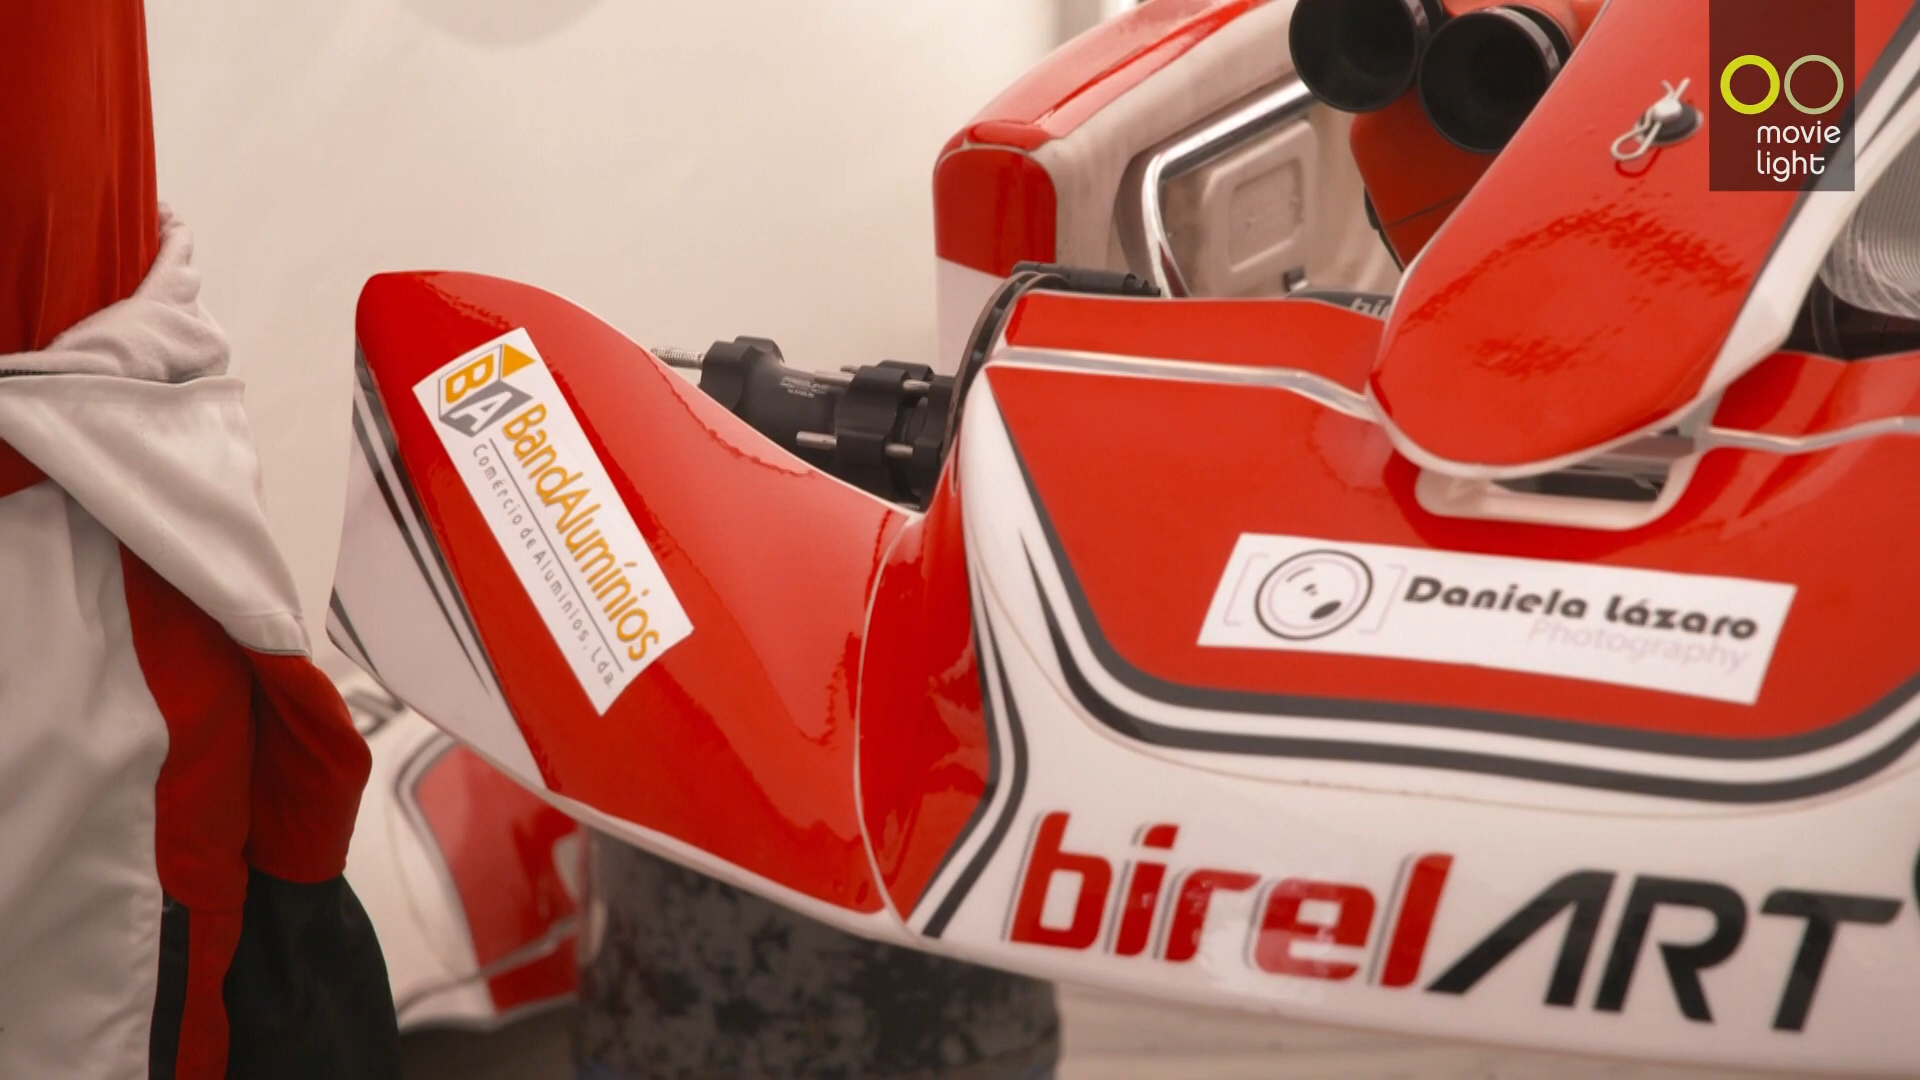 movie
light
BA
BandAlumínios
Comércio de Alumínios, Lda.
Daniela Lázaro
Photography
birelART